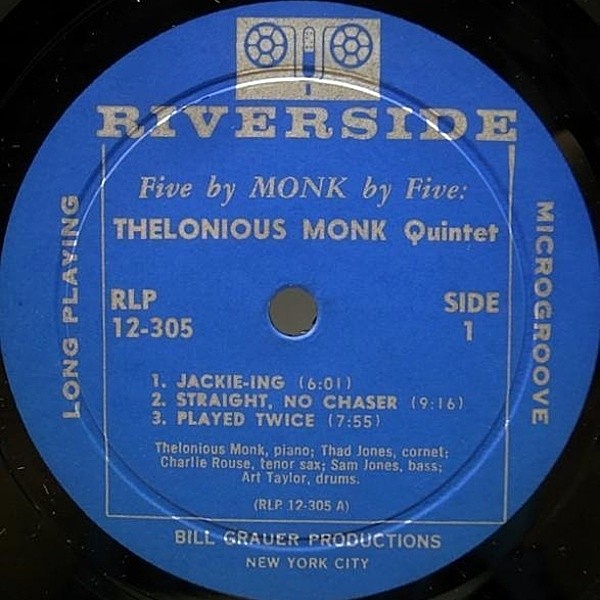 RIVERSIDE
Five by MONK by Five:
THELONIOUS MONK Quintet
LONG PLAYING
MICROGROOVE
RLP
12-305
SIDE
1
1. JACKIE-ING (6:01)
2. STRAIGHT, NO CHASER (9:16)
3. PLAYED TWICE (7:55)
Thelonious Monk, piano; Thad Jones, cornet;
Charlie Rouse, tenor sax; Sam Jones, bass;
Art Taylor, drums.
(RLP 12-305 A)
BILL GRAUER PRODUCTIONS
NEW YORK CITY